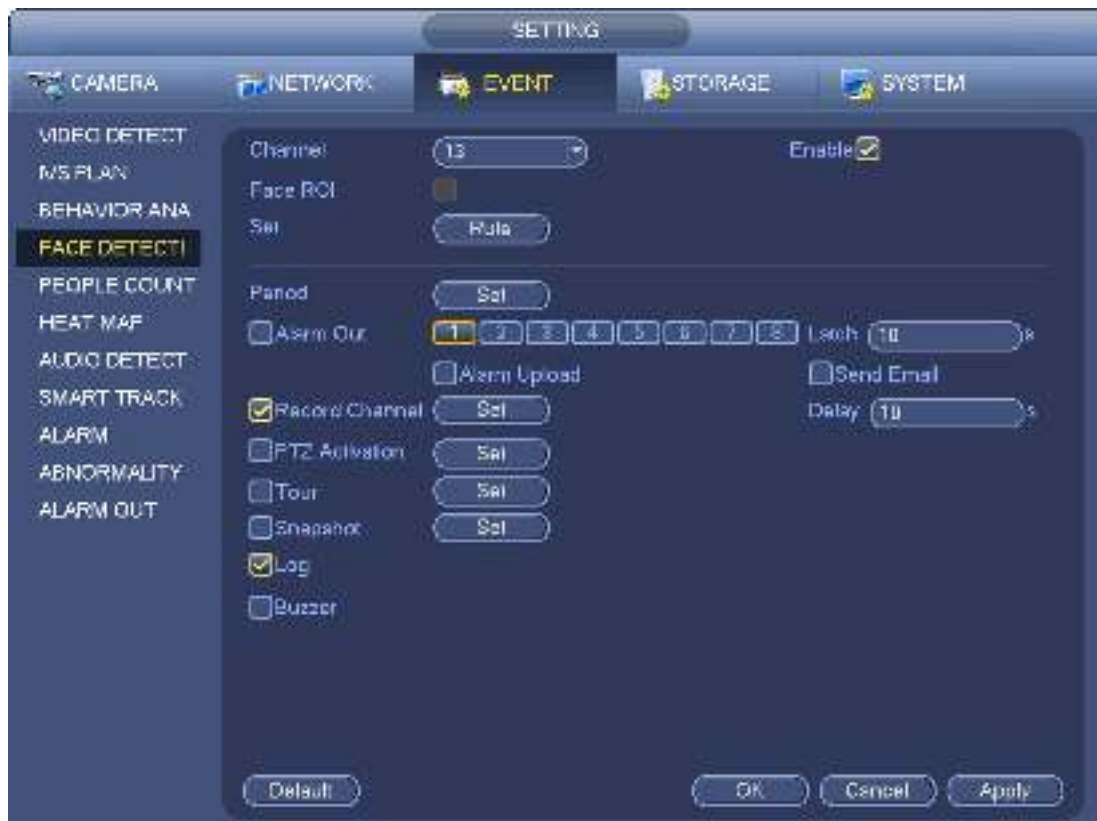 SETTING
CAMERA NETWORK EVENT STORAGE SYSTEM
VIDEO DETECT
IVS PLAN
BEHAVIOR ANA
FACE DETECTI
PEOPLE COUNT
HEAT MAP
AUDIO DETECT
SMART TRACK
ALARM
ABNORMALITY
ALARM OUT
Channel 13 Enable
Face ROI
Set Rule
Period Set
Alarm Out 1 2 3 4 5 6 7 8 Latch 10 s
Alarm Upload Send Email
Record Channel Set Delay 10 s
PTZ Activation Set
Tour Set
Snapshot Set
Log
Buzzer
Default OK Cancel Apply